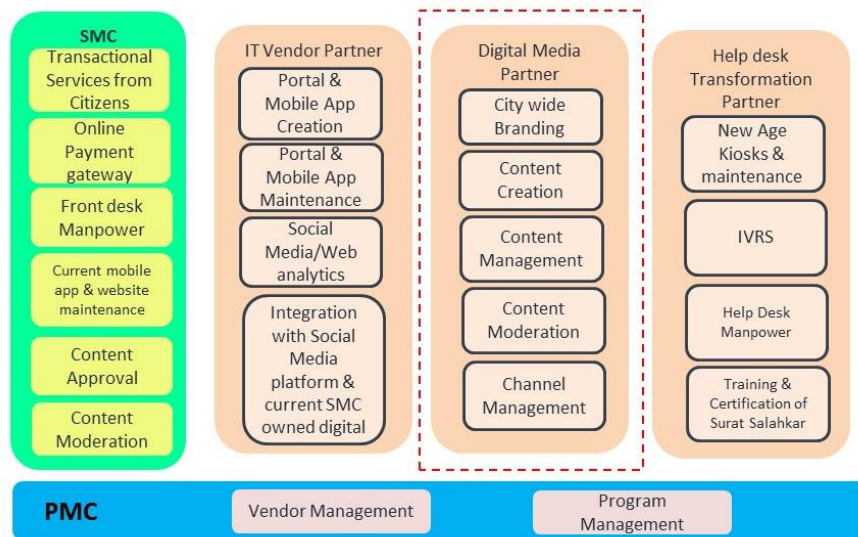 SMC
Transactional
Services from
Citizens
Online
Payment
gateway
Front desk
Manpower
Current mobile
app & website
maintenance
Content
Approval
Content
Moderation
IT Vendor Partner
Portal &
Mobile App
Creation
Portal &
Mobile App
Maintenance
Social
Media/Web
analytics
Integration
with Social
Media
platform &
current SMC
owned digital
Digital Media
Partner
City wide
Branding
Content
Creation
Content
Management
Content
Moderation
Channel
Management
Help desk
Transformation
Partner
New Age
Kiosks &
maintenance
IVRS
Help Desk
Manpower
Training &
Certification of
Surat Salahkar
PMC
Vendor Management
Program
Management